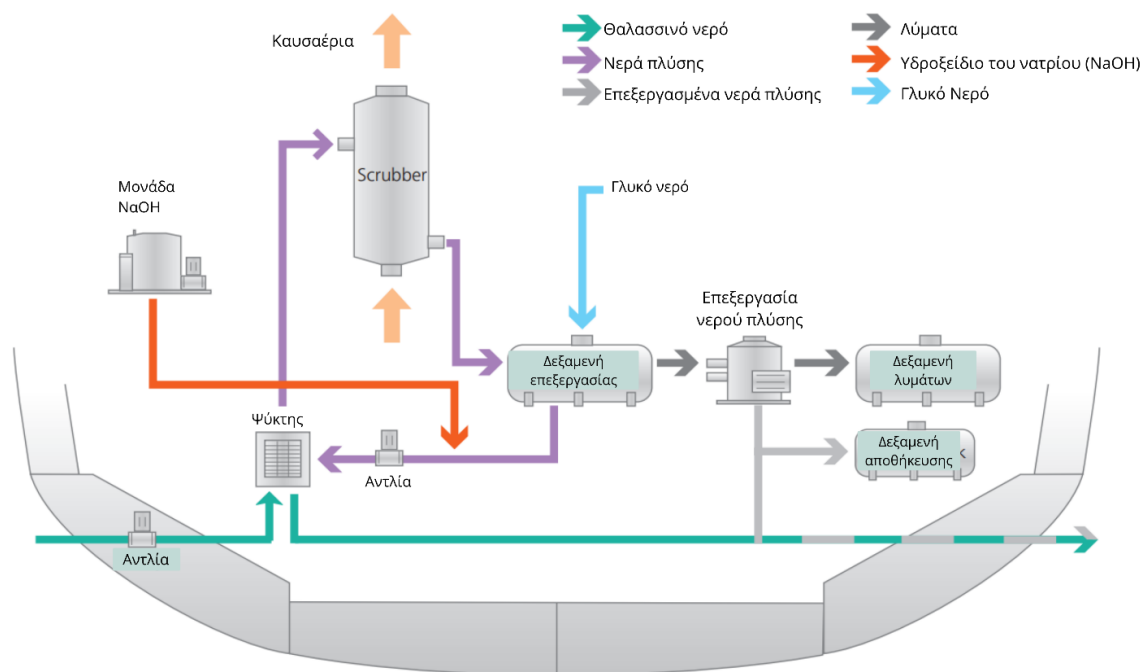 Καυσαέρια
Θαλασσινό νερό
Νερά πλύσης
Επεξεργασμένα νερά πλύσης
Λύματα
Υδροξείδιο του νατρίου (NaOH)
Γλυκό Νερό
Scrubber
Μονάδα
NaOH
Γλυκό νερό
Επεξεργασία
νερού πλύσης
Δεξαμενή
επεξεργασίας
Δεξαμενή
λυμάτων
Ψύκτης
Αντλία
Δεξαμενή
αποθήκευσης
Αντλία